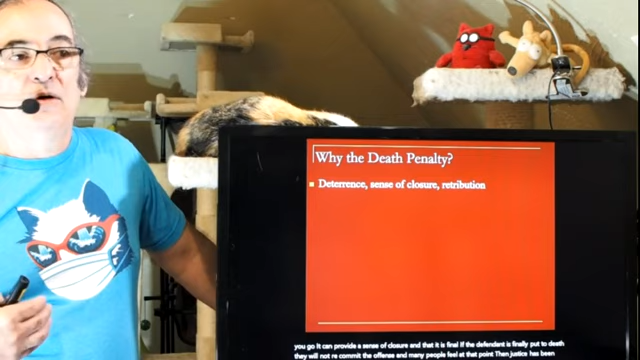 Why the Death Penalty?
Deterrence, sense of closure, retribution
you go It can provide a sense of closure and that it is final If the defendant is finally put to death
they will not re commit the offense and many people feel at that point Then justice has been